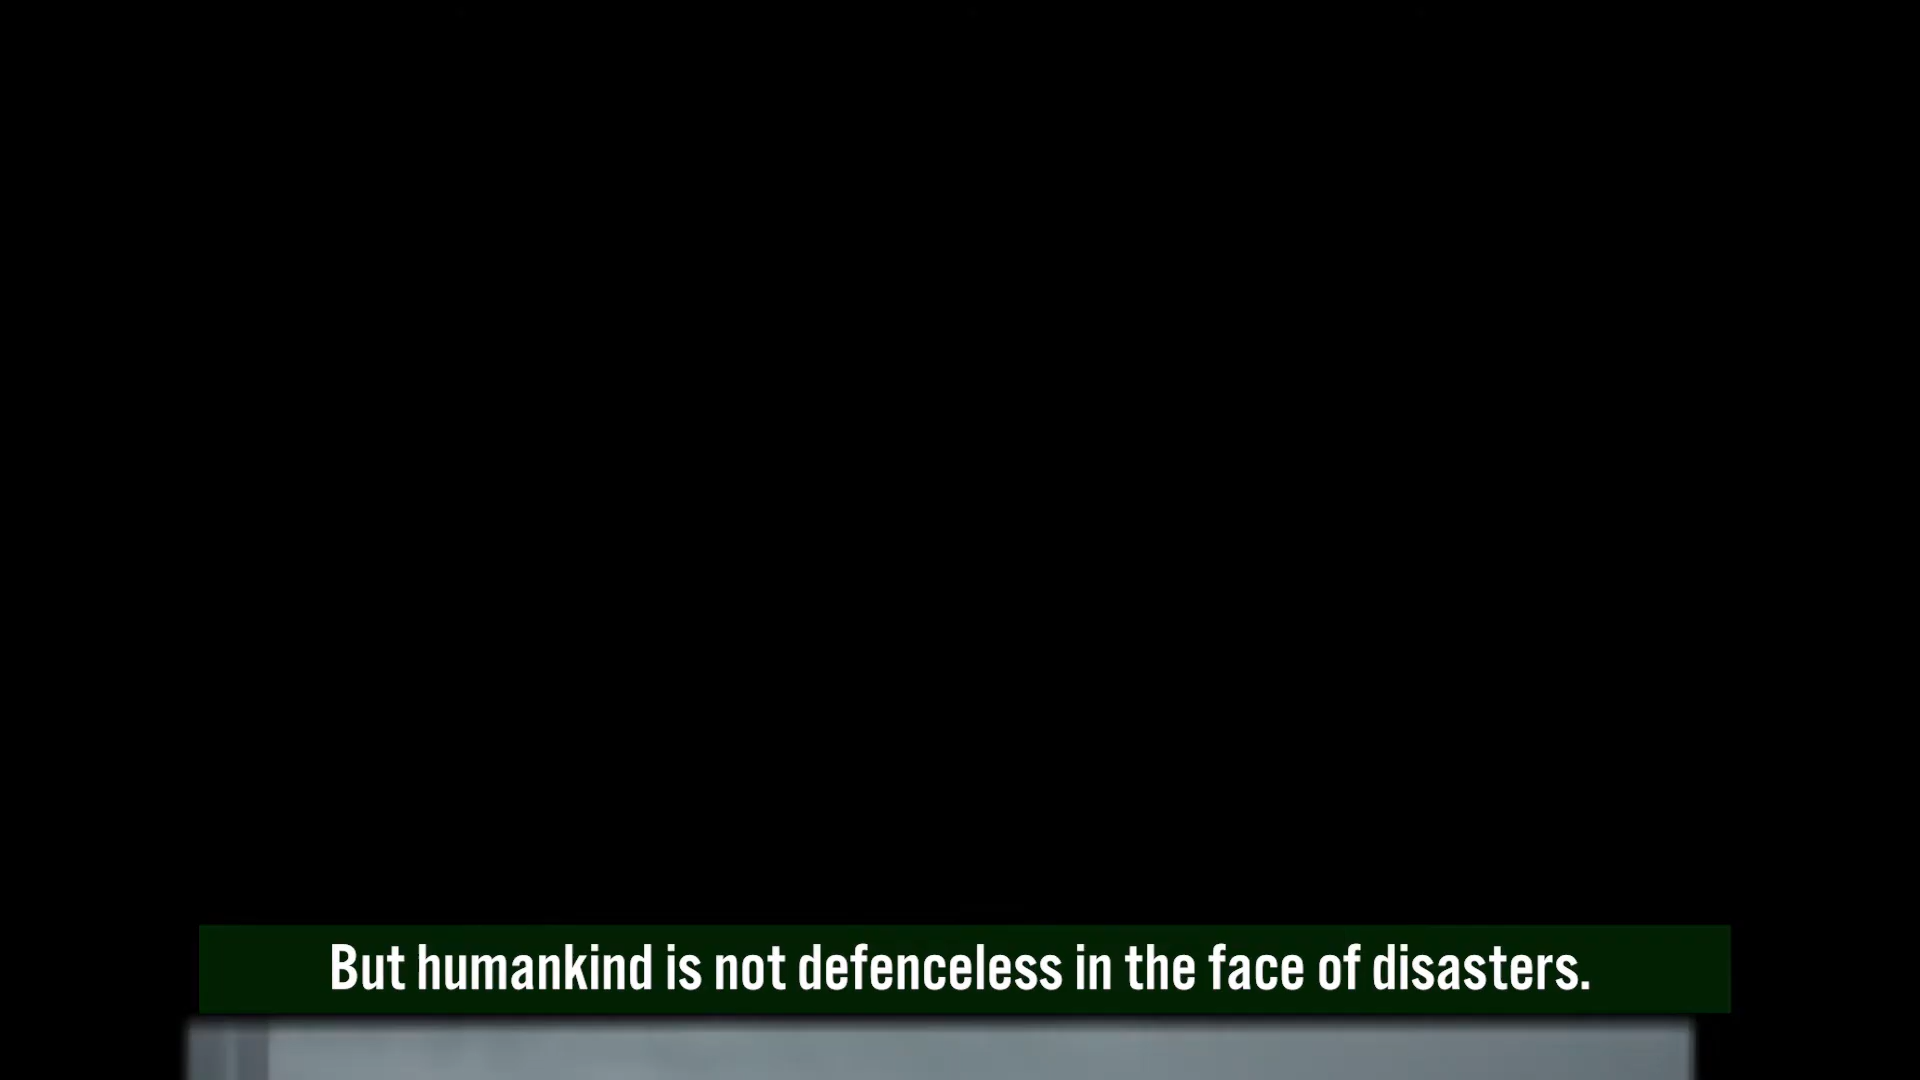 But humankind is not defenceless in the face of disasters.